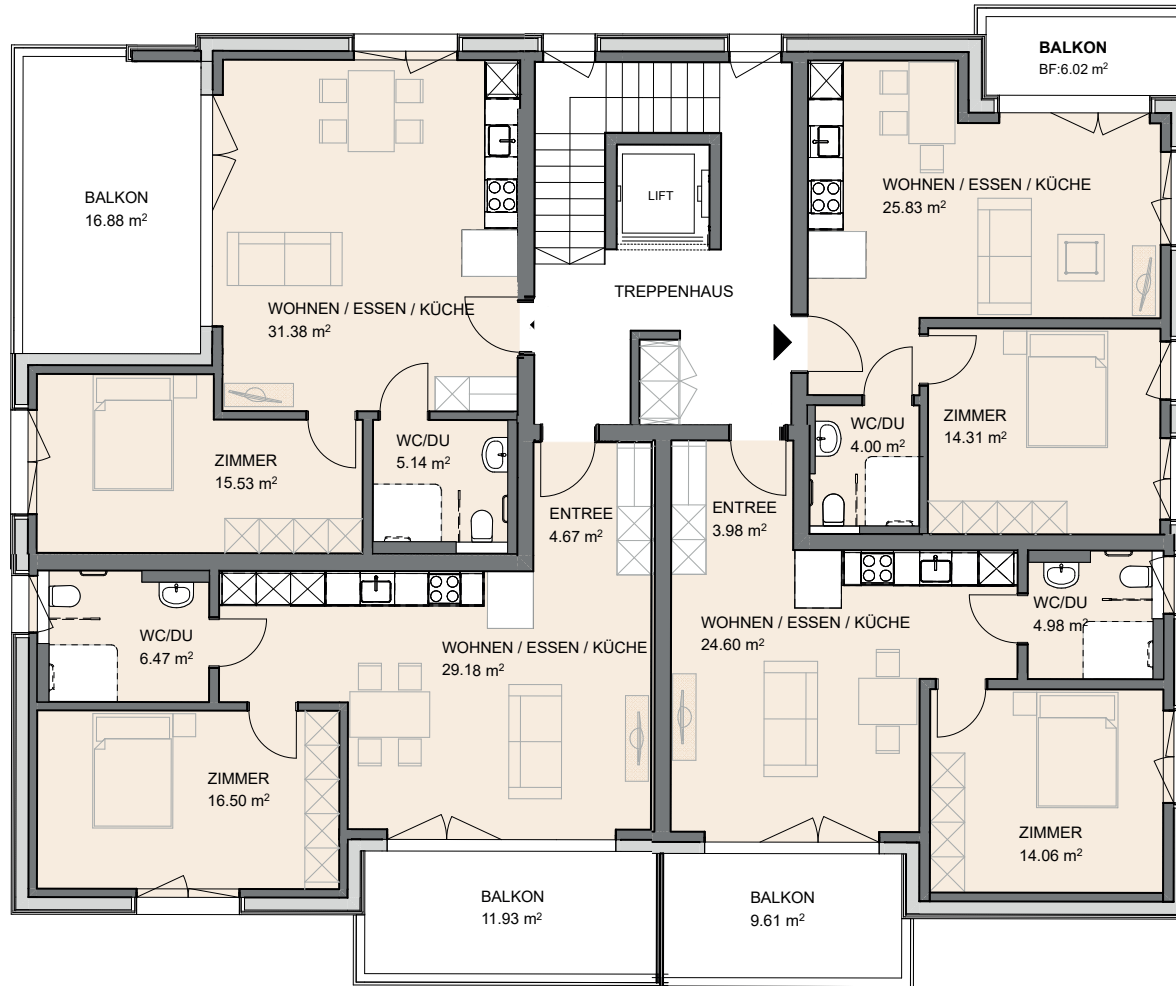 BALKON
BF:6.02 m²
BALKON
16.88 m²
LIFT
WOHNEN / ESSEN / KÜCHE
25.83 m²
TREPPENHAUS
WOHNEN / ESSEN / KÜCHE
31.38 m²
ZIMMER
15.53 m²
WC/DU
5.14 m²
WC/DU
4.00 m²
ZIMMER
14.31 m²
ENTREE
4.67 m²
ENTREE
3.98 m²
WC/DU
6.47 m²
WOHNEN / ESSEN / KÜCHE
29.18 m²
WOHNEN / ESSEN / KÜCHE
24.60 m²
WC/DU
4.98 m²
ZIMMER
16.50 m²
ZIMMER
14.06 m²
BALKON
11.93 m²
BALKON
9.61 m²